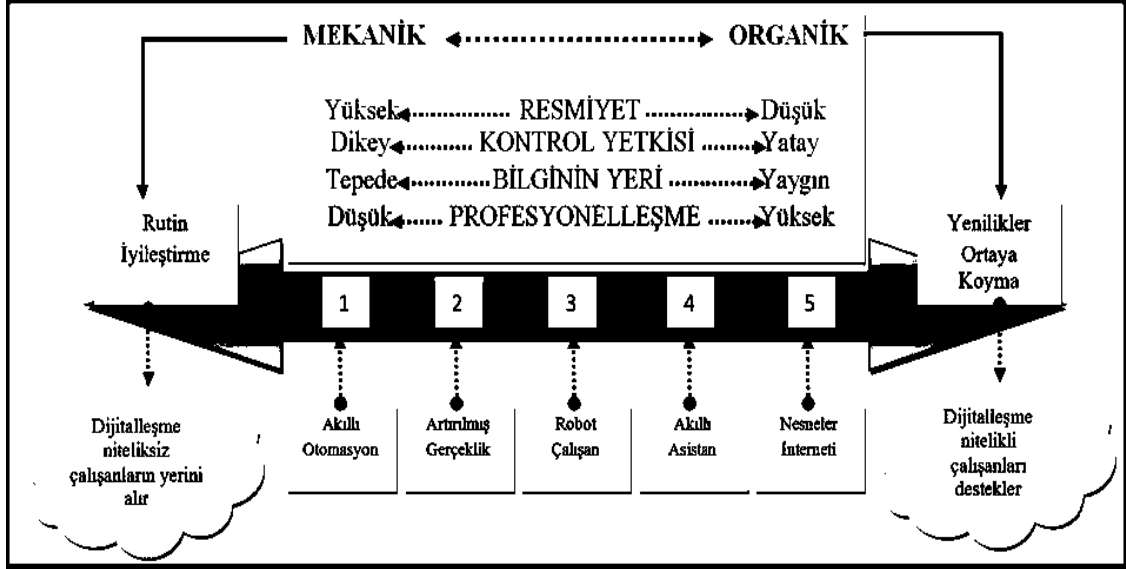 MEKANİK ORGANİK
Yüksek RESMİYET Düşük
Dikey KONTROL YETKİSİ Yatay
Tepede BİLGİNİN YERİ Yaygın
Düşük PROFESYONELLEŞME Yüksek
Rutin
İyileştirme
Yenilikler
Ortaya
Koyma
1 2 3 4 5
Akıllı
Otomasyon
Artırılmış
Gerçeklik
Robot
Çalışan
Akıllı
Asistan
Nesneler
İnterneti
Dijitalleşme
niteliksiz
çalışanların yerini
alır
Dijitalleşme
nitelikli
çalışanları
destekler